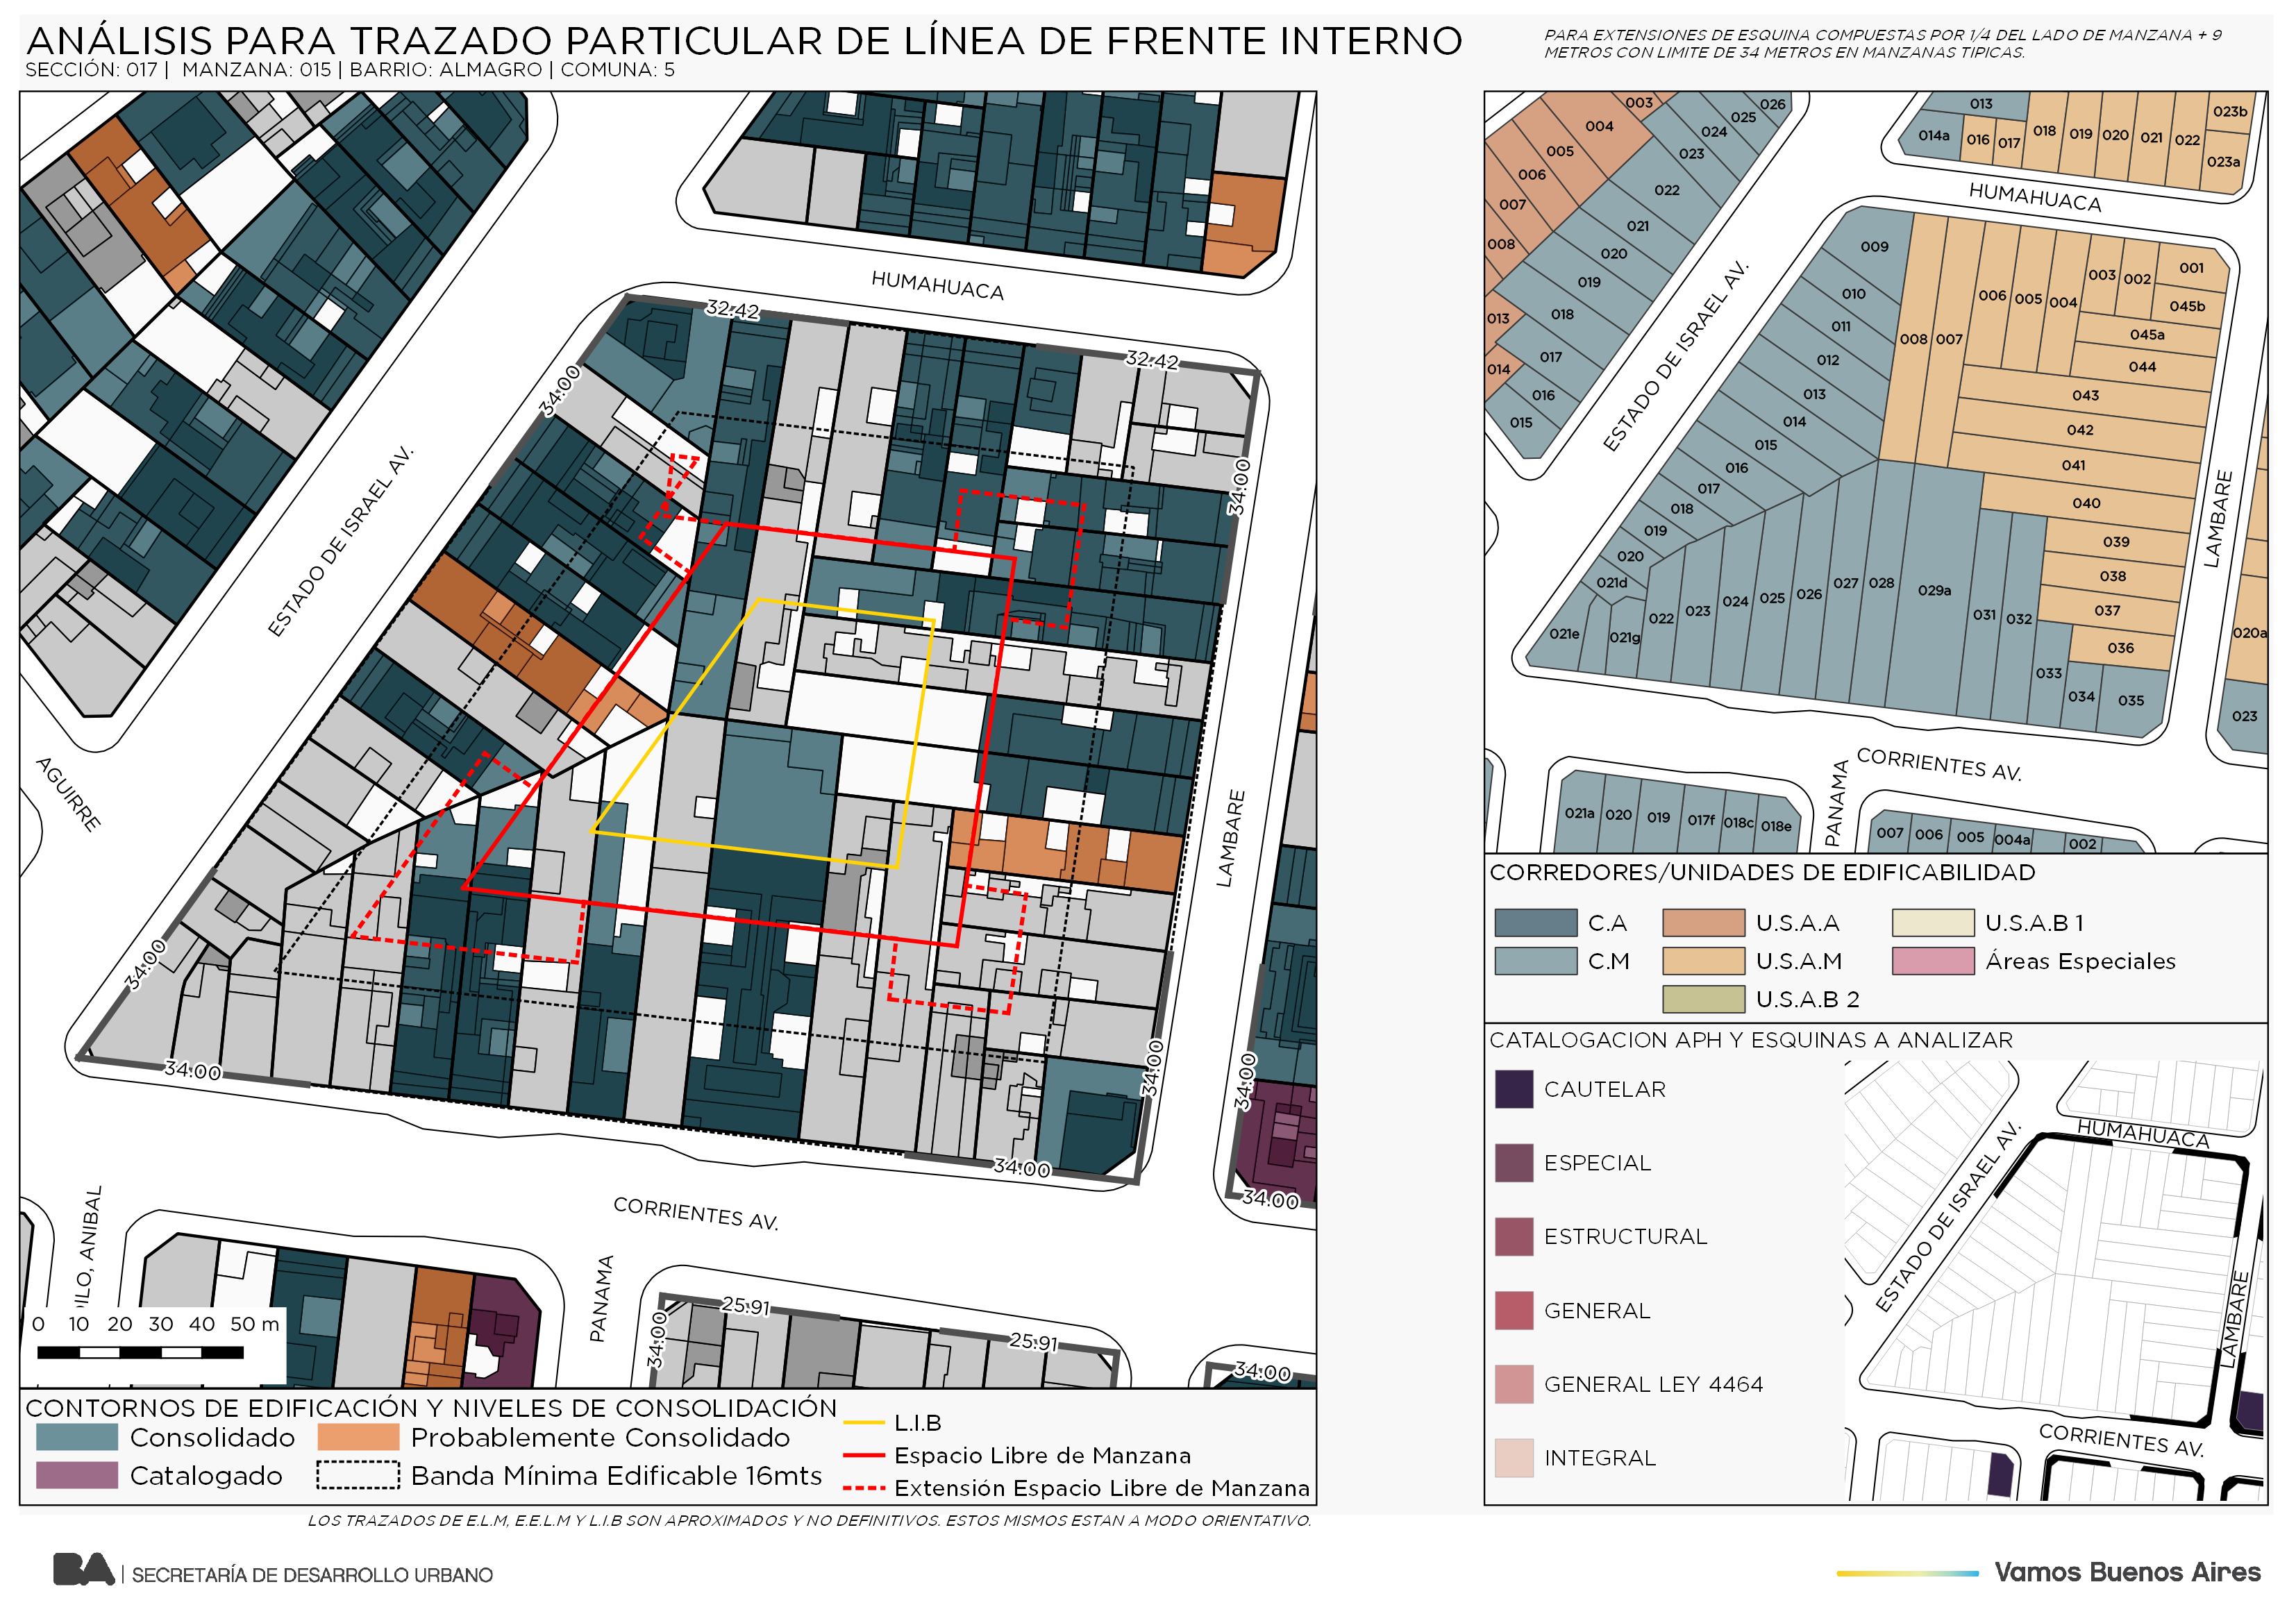 ANÁLISIS PARA TRAZADO PARTICULAR DE LÍNEA DE FRENTE INTERNO
SECCIÓN: 017 | MANZANA: 015 | BARRIO: ALMAGRO | COMUNA: 5
PARA EXTENSIONES DE ESQUINA COMPUESTAS POR 1/4 DEL LADO DE MANZANA + 9
METROS CON LIMITE DE 34 METROS EN MANZANAS TIPICAS.
HUMAHUACA
32.42
32.42
34.00
34.00
ESTADO DE ISRAEL AV.
AGUIRRE
LAMBARE
34.00
34.00
34.00
34.00
34.00
34.00
CORRIENTES AV.
DILO, ANIBAL
PANAMA
25.91
25.91
34.00
34.00
0 10 20 30 40 50 m
CONTORNOS DE EDIFICACIÓN Y NIVELES DE CONSOLIDACIÓN
Consolidado
Probablemente Consolidado
Catalogado
Banda Mínima Edificable 16mts
L.I.B
Espacio Libre de Manzana
Extensión Espacio Libre de Manzana
LOS TRAZADOS DE E.L.M, E.E.L.M Y L.I.B SON APROXIMADOS Y NO DEFINITIVOS. ESTOS MISMOS ESTAN A MODO ORIENTATIVO.
003
004
005
006
007
008
013
014
026
025
024
023
022
021
020
019
018
017
016
015
013
014a
016
017
018
019
020
021
022
023b
023a
HUMAHUACA
ESTADO DE ISRAEL AV.
009
010
011
012
013
014
015
016
017
018
019
020
021d
021e
021g
008
007
006
005
004
003
002
001
045b
045a
044
043
042
041
040
039
038
037
036
022
023
024
025
026
027
028
029a
031
032
033
034
035
LAMBARE
020a
023
CORRIENTES AV.
PANAMA
021a
020
019
017f
018c
018e
007
006
005
004a
002
CORREDORES/UNIDADES DE EDIFICABILIDAD
C.A
U.S.A.A
U.S.A.B 1
C.M
U.S.A.M
Áreas Especiales
U.S.A.B 2
CATALOGACION APH Y ESQUINAS A ANALIZAR
CAUTELAR
ESPECIAL
ESTRUCTURAL
GENERAL
GENERAL LEY 4464
INTEGRAL
HUMAHUACA
ESTADO DE ISRAEL AV.
LAMBARE
CORRIENTES AV.
BA | SECRETARÍA DE DESARROLLO URBANO
Vamos Buenos Aires